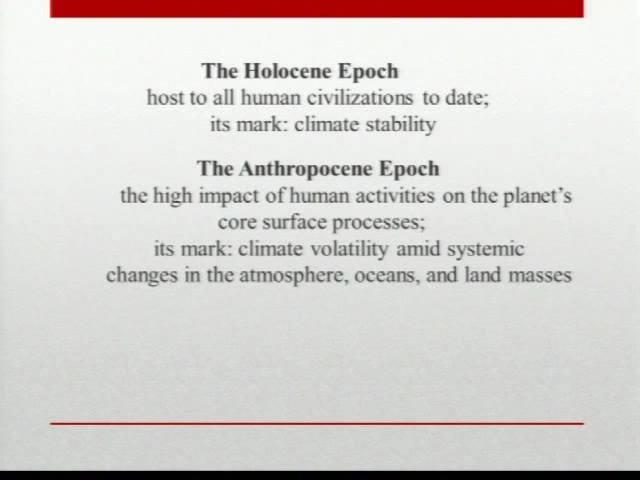 The Holocene Epoch
host to all human civilizations to date;
its mark: climate stability
The Anthropocene Epoch
the high impact of human activities on the planet's
core surface processes;
its mark: climate volatility amid systemic
changes in the atmosphere, oceans, and land masses